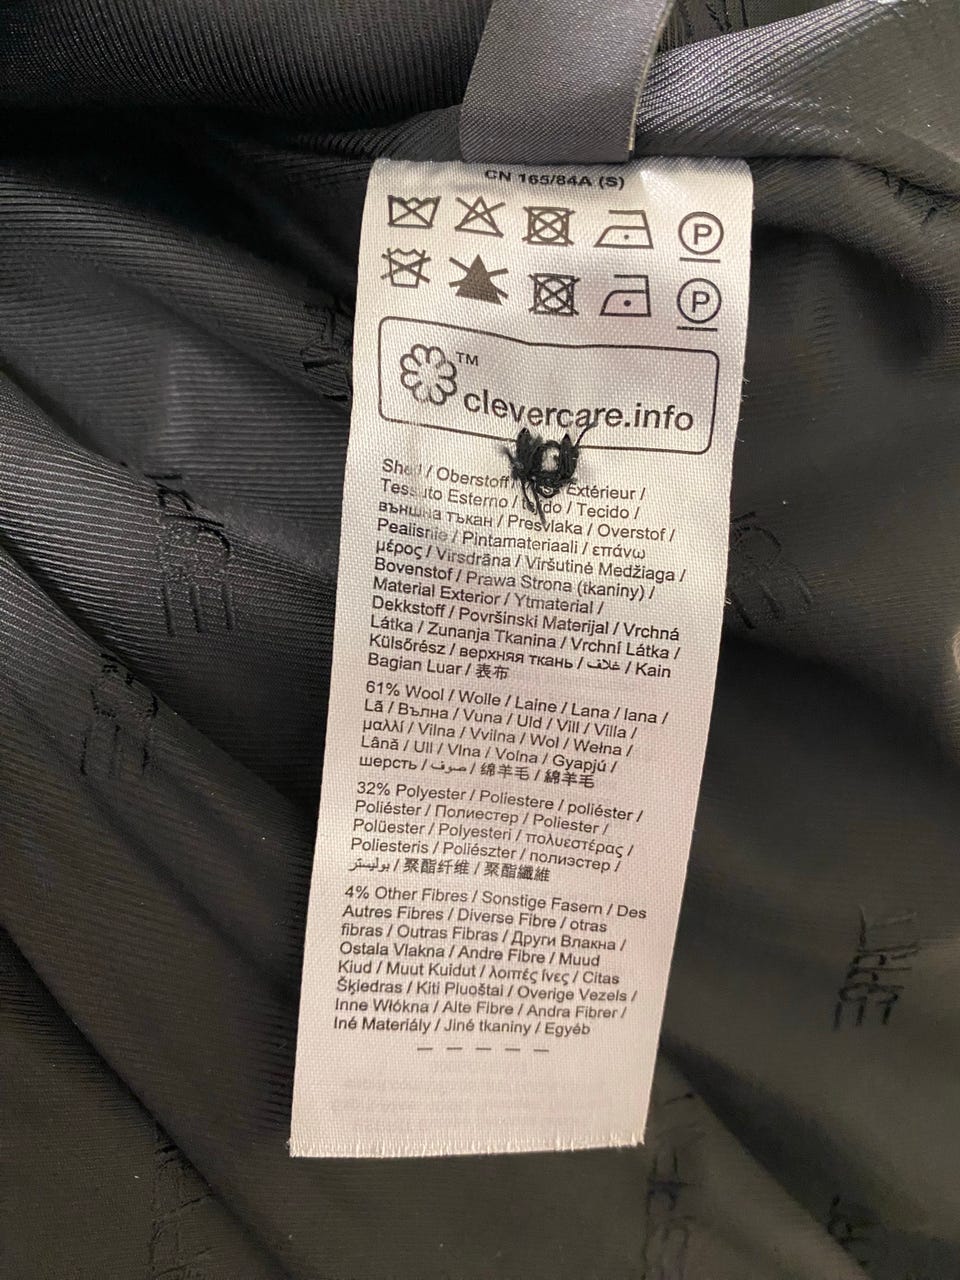 CN 165/84A (S)
P
P
TM
clevercare.info
Shell / Oberstoff Extérieur /
Tessuto Esterno / Tecido /
външна тъкан / Presvlaka / Overstof /
Pealisriie / Pintamateriaali / επάνω
μέρος / Virsdrāna / Viršutinė Medžiaga /
Bovenstof / Prawa Strona (tkaniny) /
Material Exterior / Ytmaterial /
Dekkstoff / Površinski Materijal / Vrchná
Látka / Zunanja Tkanina / Vrchní Látka /
Külsőrész / верхняя ткань / غلاف / Kain
Bagian Luar / 表布
61% Wool / Wolle / Laine / Lana / lana /
Lã / Вълна / Vuna / Uld / Vill / Villa /
μαλλί / Vilna / Vvilna / Wol / Wełna /
Lână / Ull / Vlna / Volna / Gyapjú /
шерсть / صوف / 绵羊毛 / 綿羊毛
32% Polyester / Poliestere / poliéster /
Poliéster / Полиестер / Poliester /
Polüester / Polyesteri / πολυεστέρας /
Poliesteris / Poliészter / полиэстер /
بوليستر / 聚酯纤维 / 聚酯纖維
4% Other Fibres / Sonstige Fasern / Des
Autres Fibres / Diverse Fibre / otras
fibras / Outras Fibras / Други Влакна /
Ostala Vlakna / Andre Fibre / Muud
Kiud / Muut Kuidut / λοιπές ίνες / Citas
Šķiedras / Kiti Pluoštai / Overige Vezels /
Inne Włókna / Alte Fibre / Andra Fibrer /
Iné Materiály / Jiné tkaniny / Egyéb